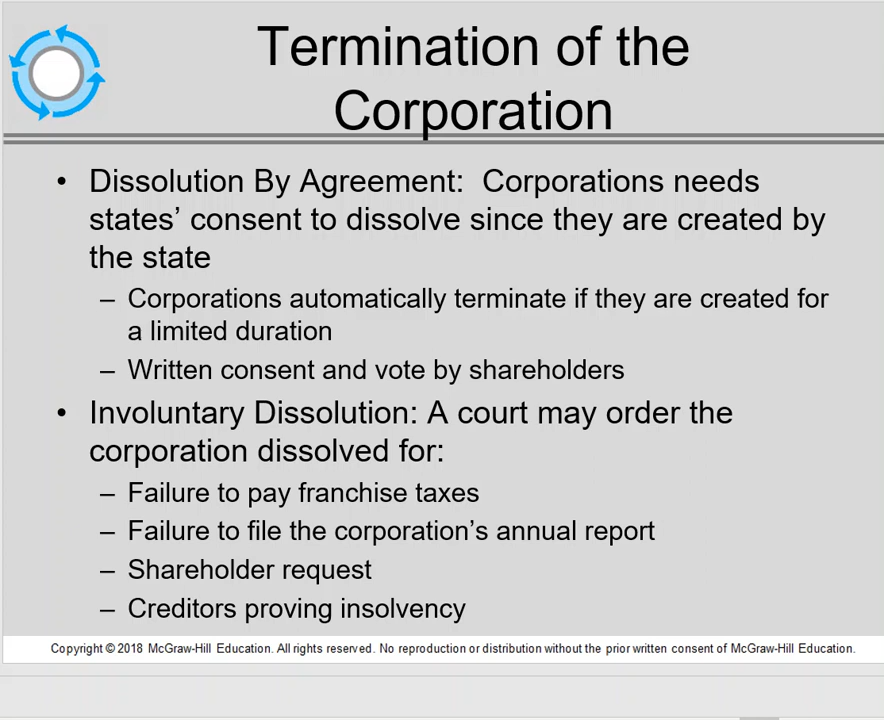 Termination of the
Corporation
• Dissolution By Agreement: Corporations needs
states’ consent to dissolve since they are created by
the state
– Corporations automatically terminate if they are created for
a limited duration
– Written consent and vote by shareholders
• Involuntary Dissolution: A court may order the
corporation dissolved for:
– Failure to pay franchise taxes
– Failure to file the corporation’s annual report
– Shareholder request
– Creditors proving insolvency
Copyright © 2018 McGraw-Hill Education. All rights reserved. No reproduction or distribution without the prior written consent of McGraw-Hill Education.